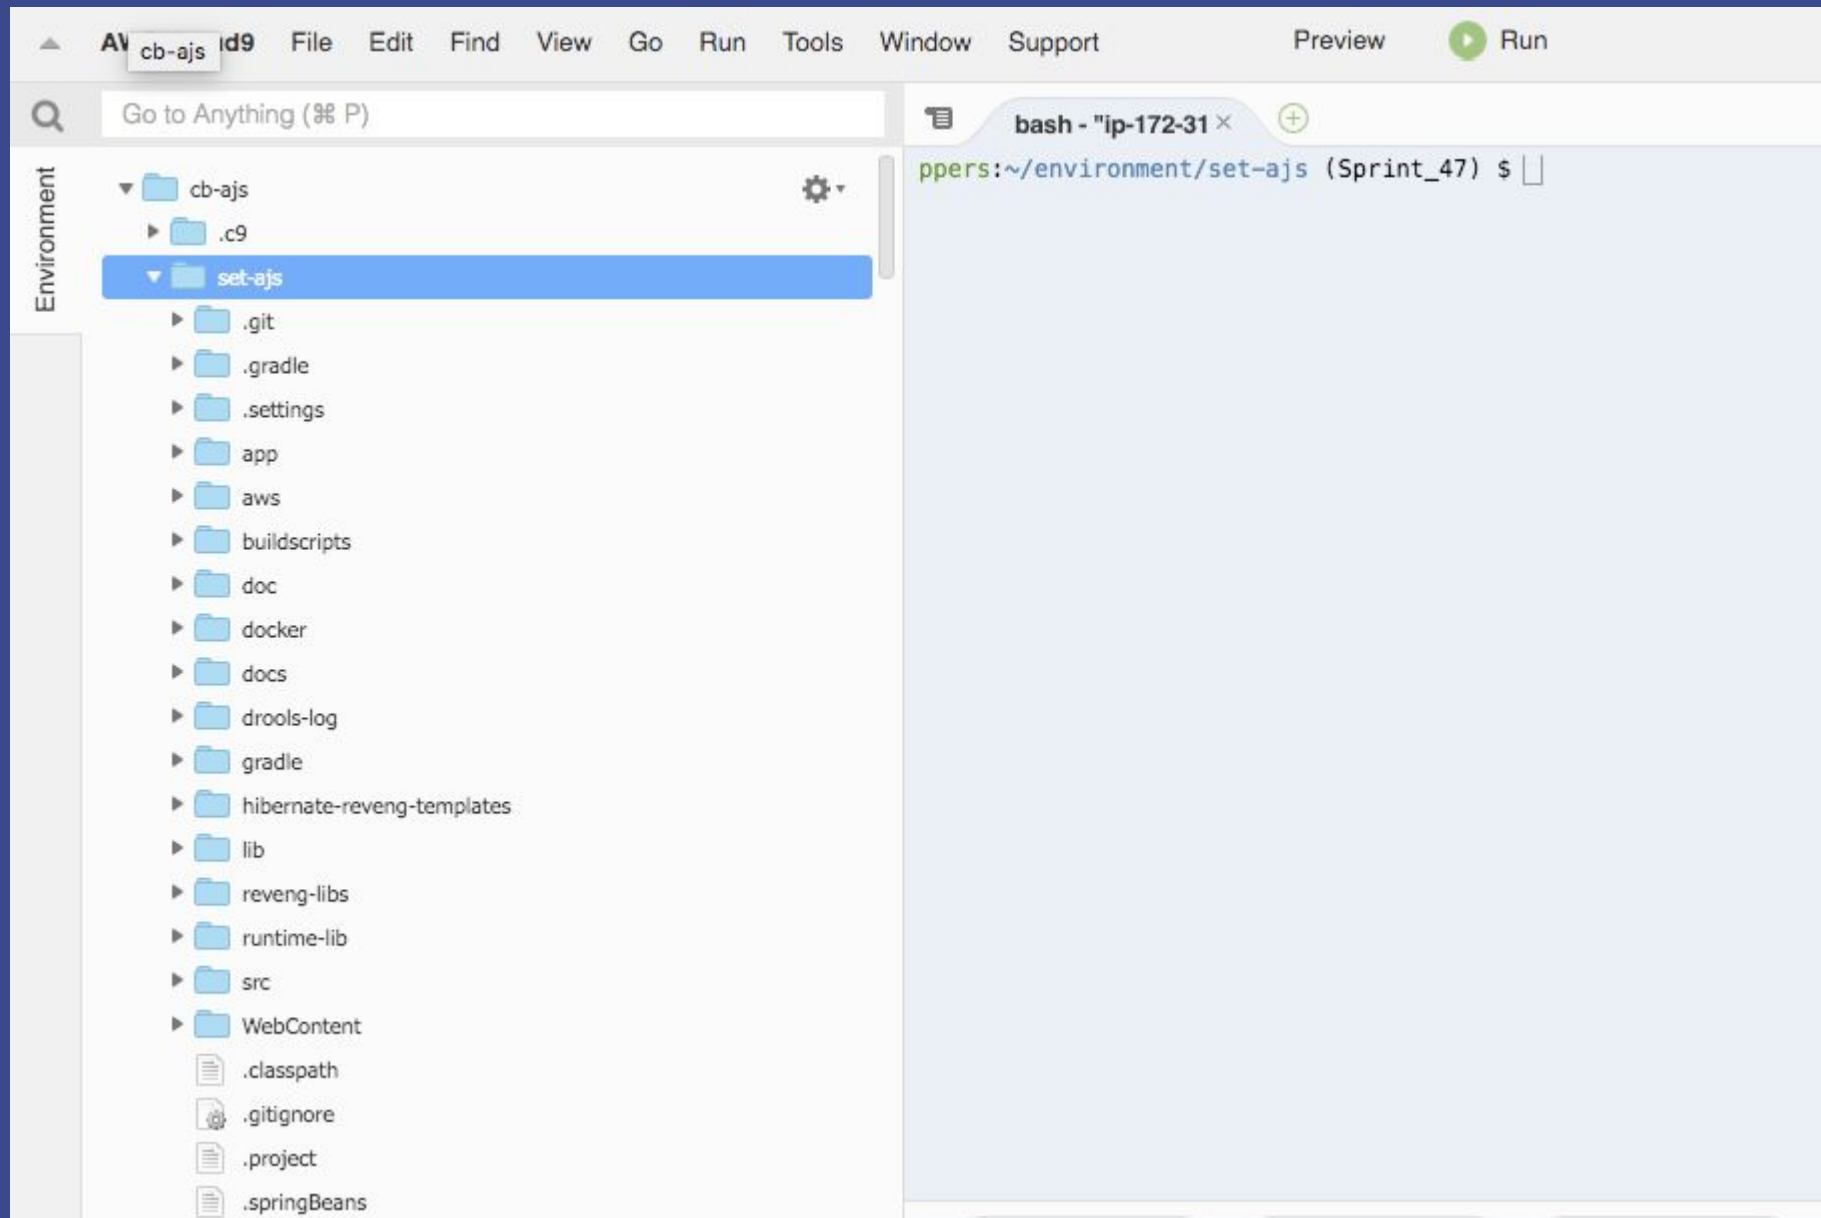 cb-ajs d9 File Edit Find View Go Run Tools Window Support Preview Run
Go to Anything (⌘ P)
bash - "ip-172-31 ×
ppers:~/environment/set-ajs (Sprint_47) $
Environment
cb-ajs
.c9
set-ajs
.git
.gradle
.settings
app
aws
buildscripts
doc
docker
docs
drools-log
gradle
hibernate-reveng-templates
lib
reveng-libs
runtime-lib
src
WebContent
.classpath
.gitignore
.project
.springBeans